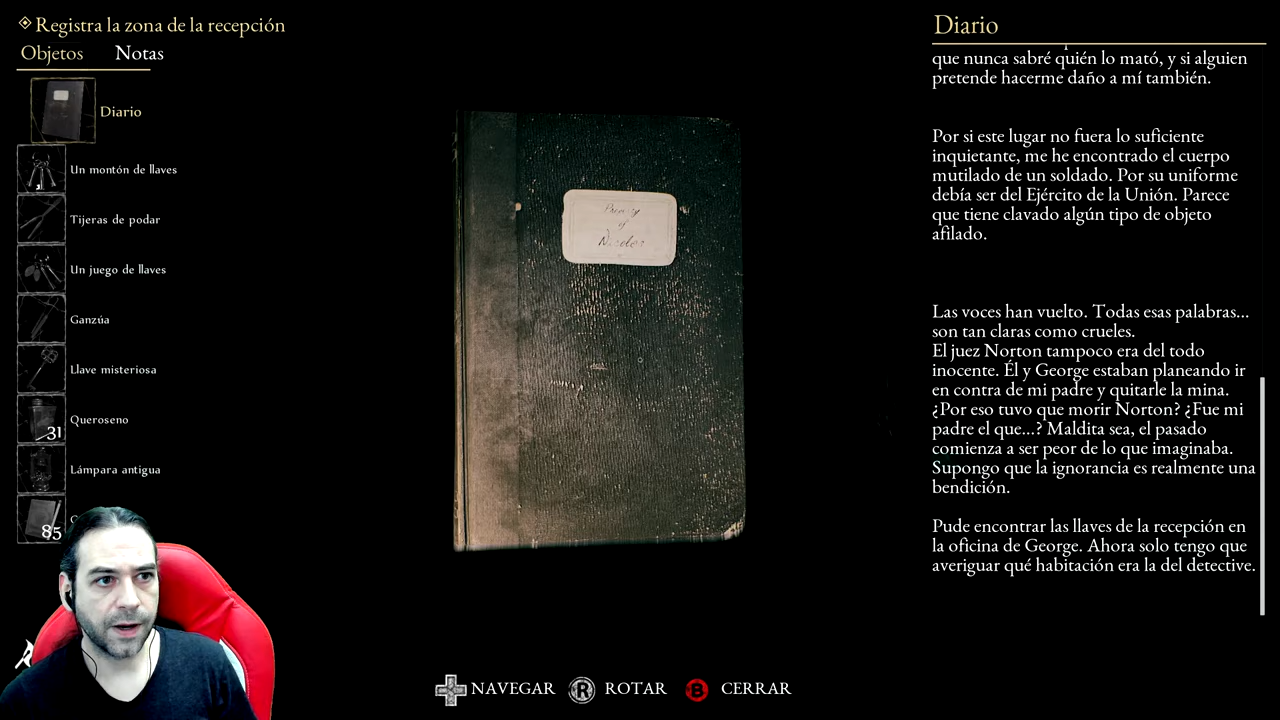 Registra la zona de la recepción
Objetos Notas
Diario
Un montón de llaves
Tijeras de podar
Un juego de llaves
Ganzúa
Llave misteriosa
31
Queroseno
Lámpara antigua
85
of
Diario
que nunca sabré quién lo mató, y si alguien
pretende hacerme daño a mí también.
Por si este lugar no fuera lo suficiente
inquietante, me he encontrado el cuerpo
mutilado de un soldado. Por su uniforme
debía ser del Ejército de la Unión. Parece
que tiene clavado algún tipo de objeto
afilado.
Las voces han vuelto. Todas esas palabras...
son tan claras como crueles.
El juez Norton tampoco era del todo
inocente. Él y George estaban planeando ir
en contra de mi padre y quitarle la mina.
¿Por eso tuvo que morir Norton? ¿Fue mi
padre el que...? Maldita sea, el pasado
comienza a ser peor de lo que imaginaba.
Supongo que la ignorancia es realmente una
bendición.
Pude encontrar las llaves de la recepción en
la oficina de George. Ahora solo tengo que
averiguar qué habitación era la del detective.
NAVEGAR R ROTAR B CERRAR